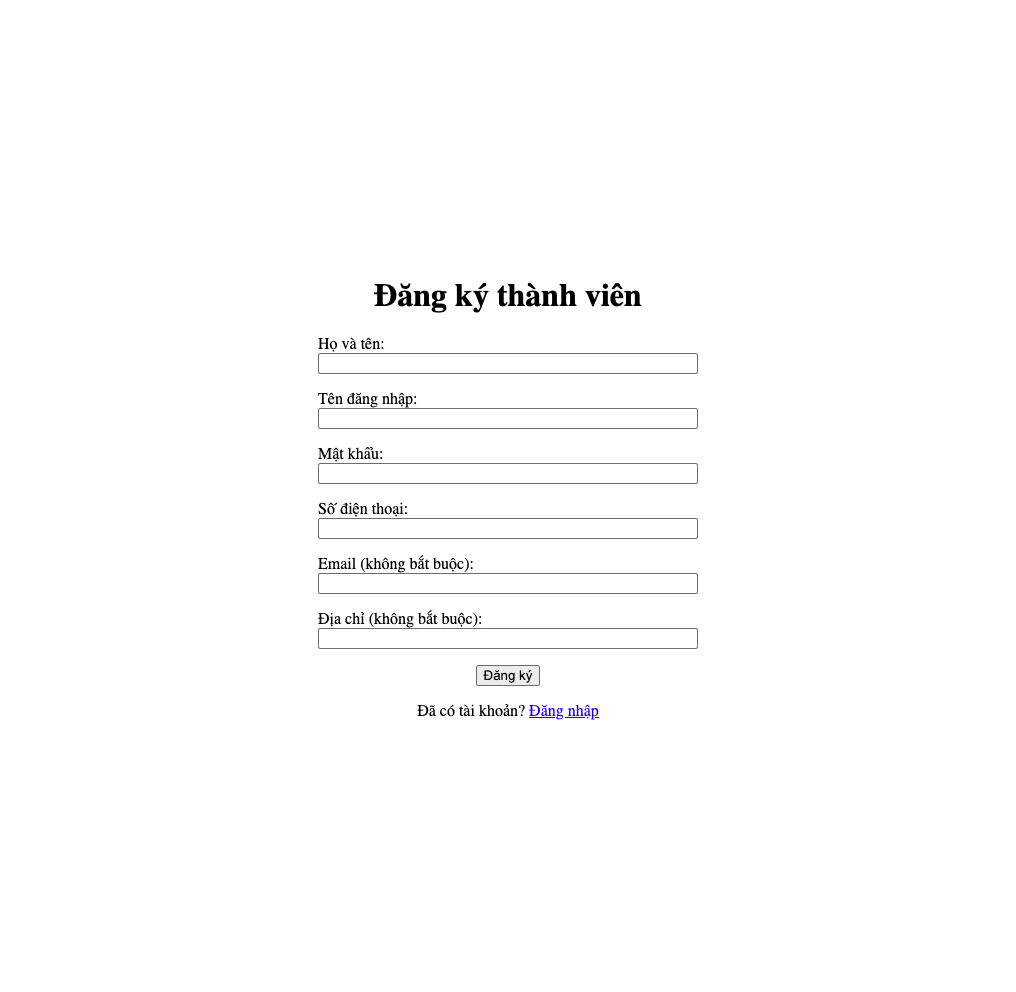 Đăng ký thành viên
Họ và tên:
Tên đăng nhập:
Mật khẩu:
Số điện thoại:
Email (không bắt buộc):
Địa chỉ (không bắt buộc):
Đăng ký
Đã có tài khoản? Đăng nhập